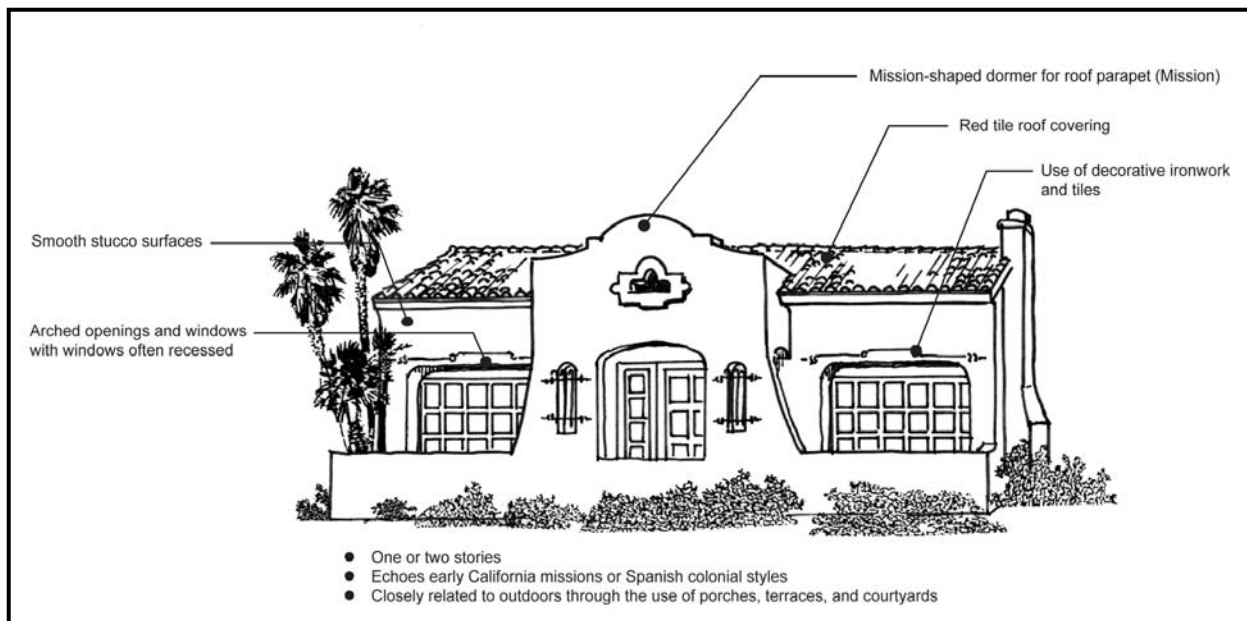 Mission-shaped dormer for roof parapet (Mission)
Red tile roof covering
Use of decorative ironwork
and tiles
Smooth stucco surfaces
Arched openings and windows
with windows often recessed
● One or two stories
● Echoes early California missions or Spanish colonial styles
● Closely related to outdoors through the use of porches, terraces, and courtyards